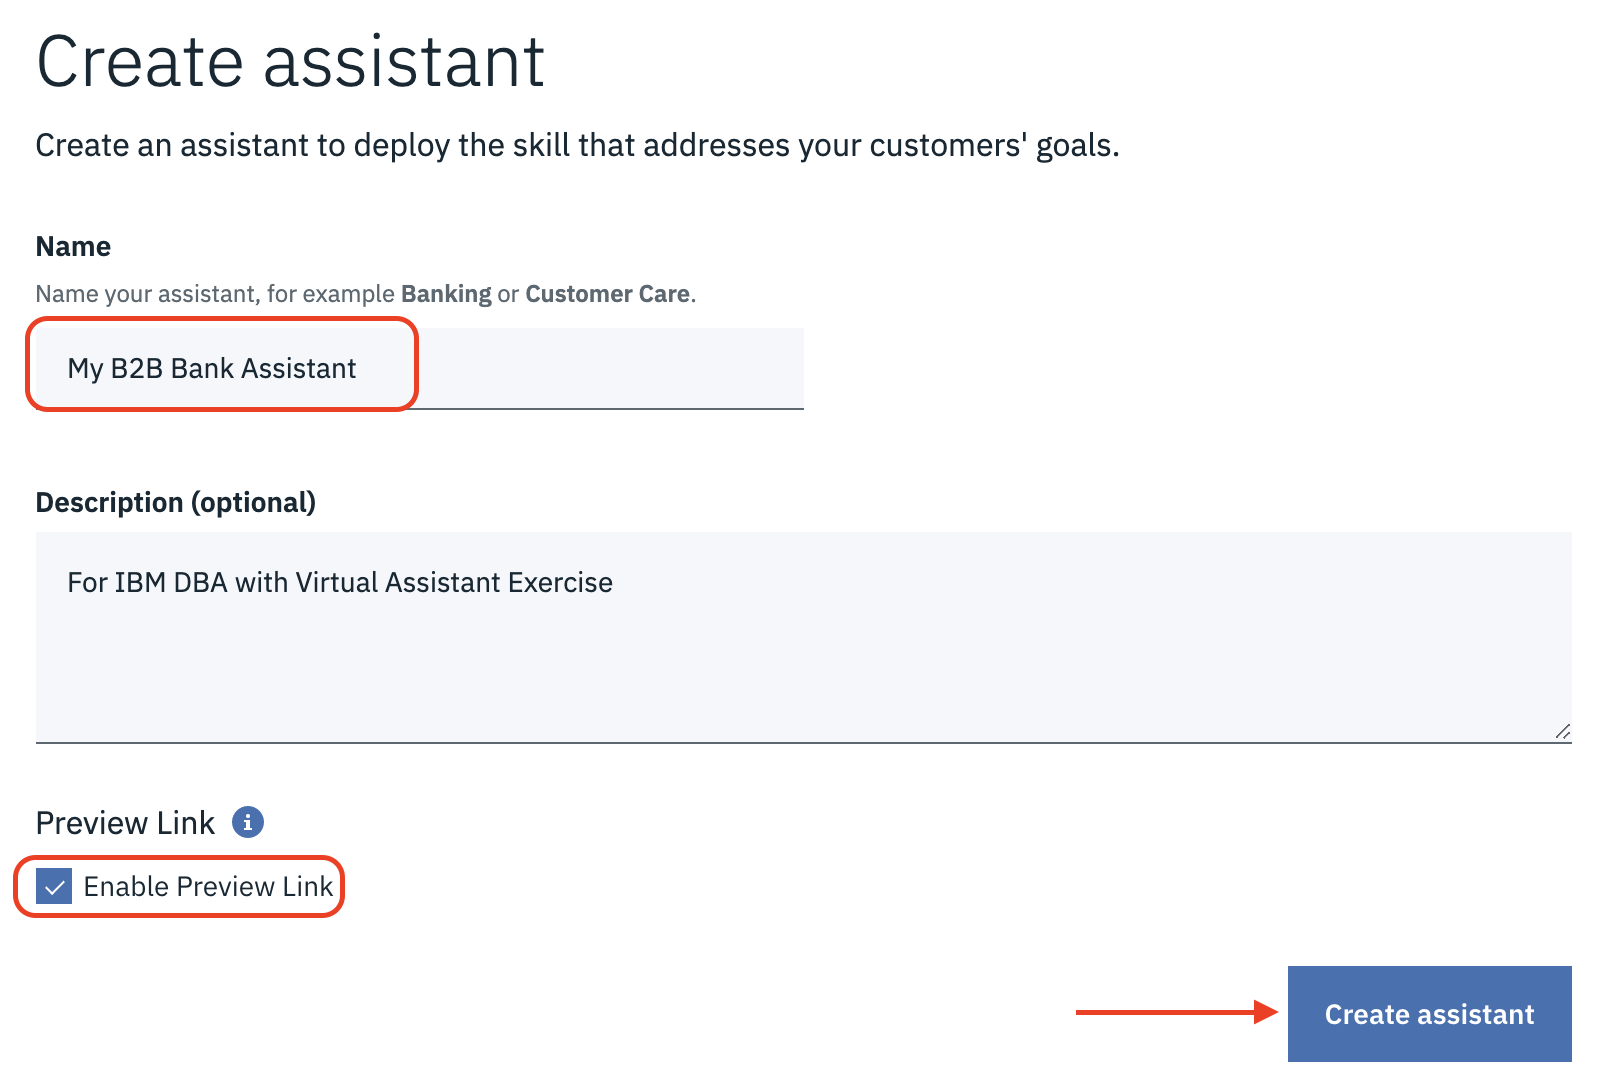 Create assistant
Create an assistant to deploy the skill that addresses your customers' goals.
Name
Name your assistant, for example Banking or Customer Care.
My B2B Bank Assistant
Description (optional)
For IBM DBA with Virtual Assistant Exercise
Preview Link
Enable Preview Link
Create assistant